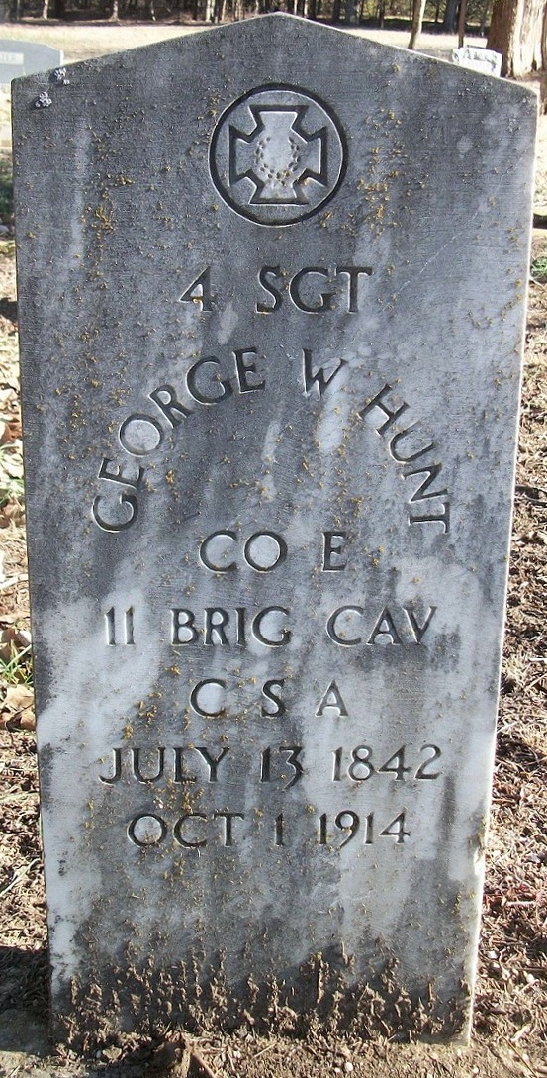 4 SGT
GEORGE W HUNT
CO E
11 BRIG CAV
C S A
JULY 13 1842
OCT 1 1914